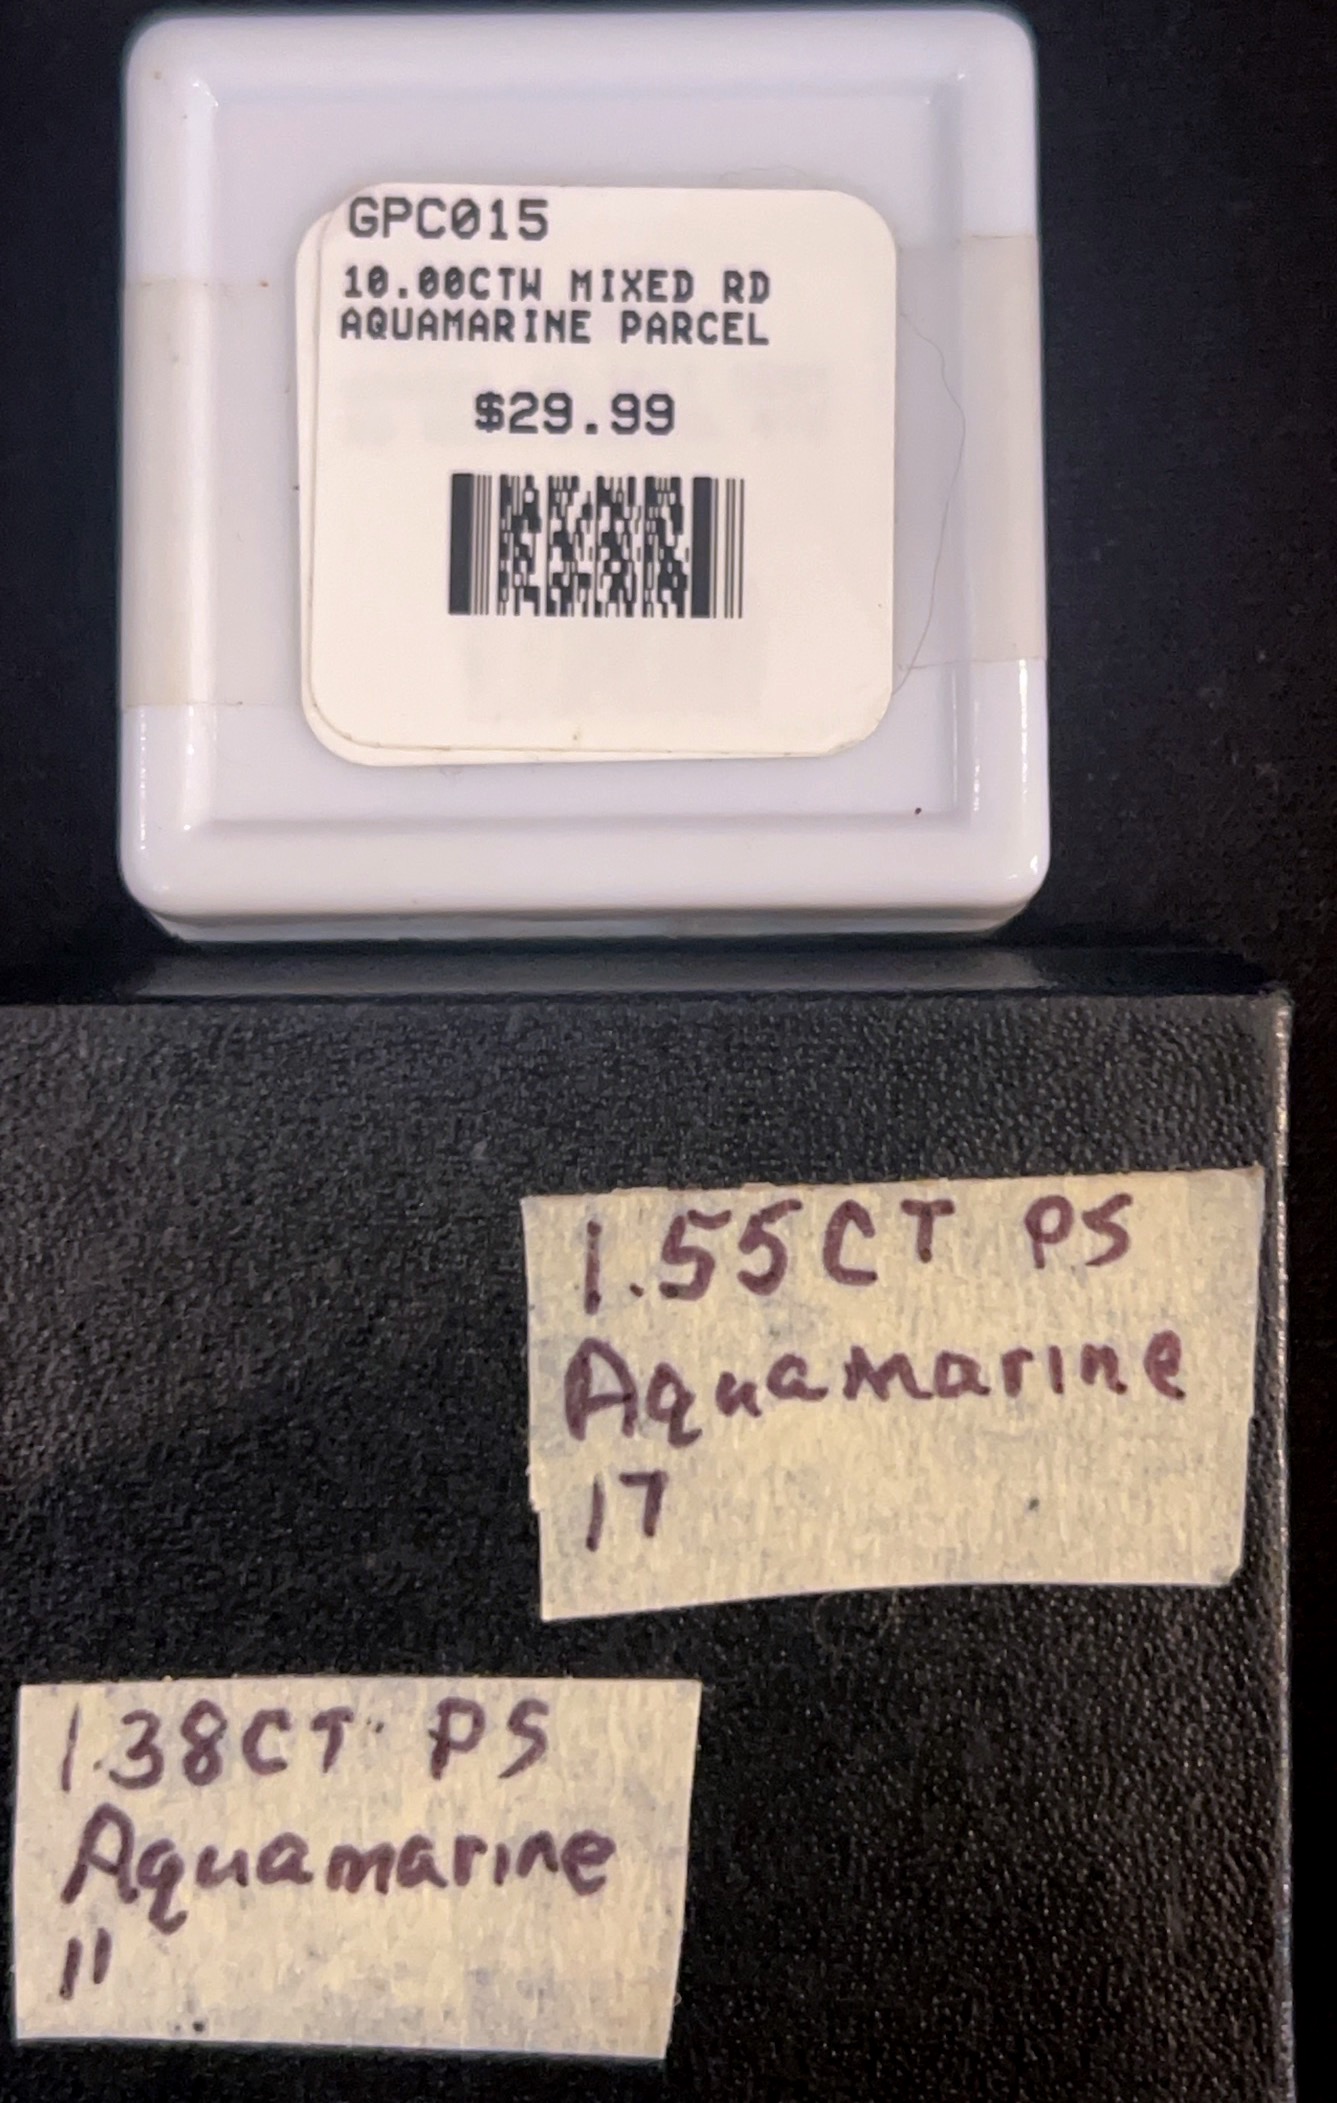 GPC015
10.00CTW MIXED RD
AQUAMARINE PARCEL
$29.99
1.55CT PS
Aquamarine
17
1.38CT PS
Aquamarine
11